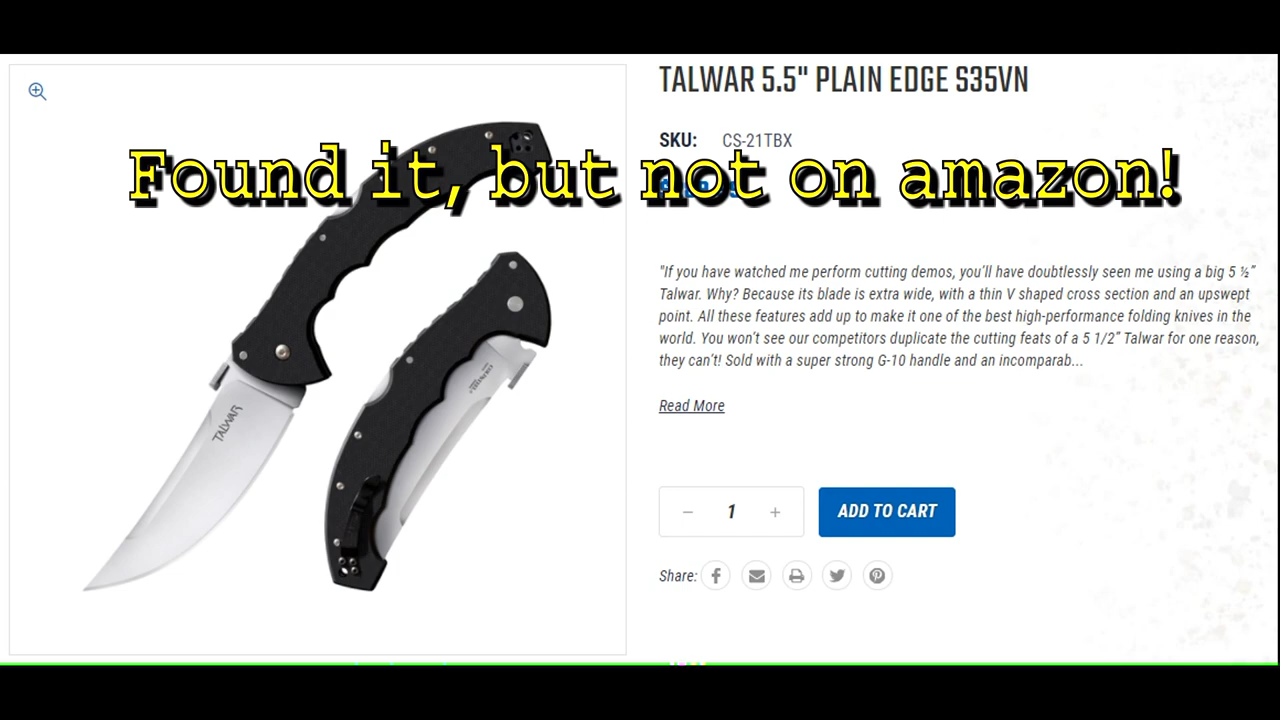 TALWAR 5.5" PLAIN EDGE S35VN
SKU: CS-21TBX
Found it, but not on amazon!
"If you have watched me perform cutting demos, you'll have doubtlessly seen me using a big 5 ½"
Talwar. Why? Because its blade is extra wide, with a thin V shaped cross section and an upswept
point. All these features add up to make it one of the best high-performance folding knives in the
world. You won't see our competitors duplicate the cutting feats of a 5 1/2" Talwar for one reason,
they can't! Sold with a super strong G-10 handle and an incomparab...
TALWAR
Read More
1
ADD TO CART
Share: